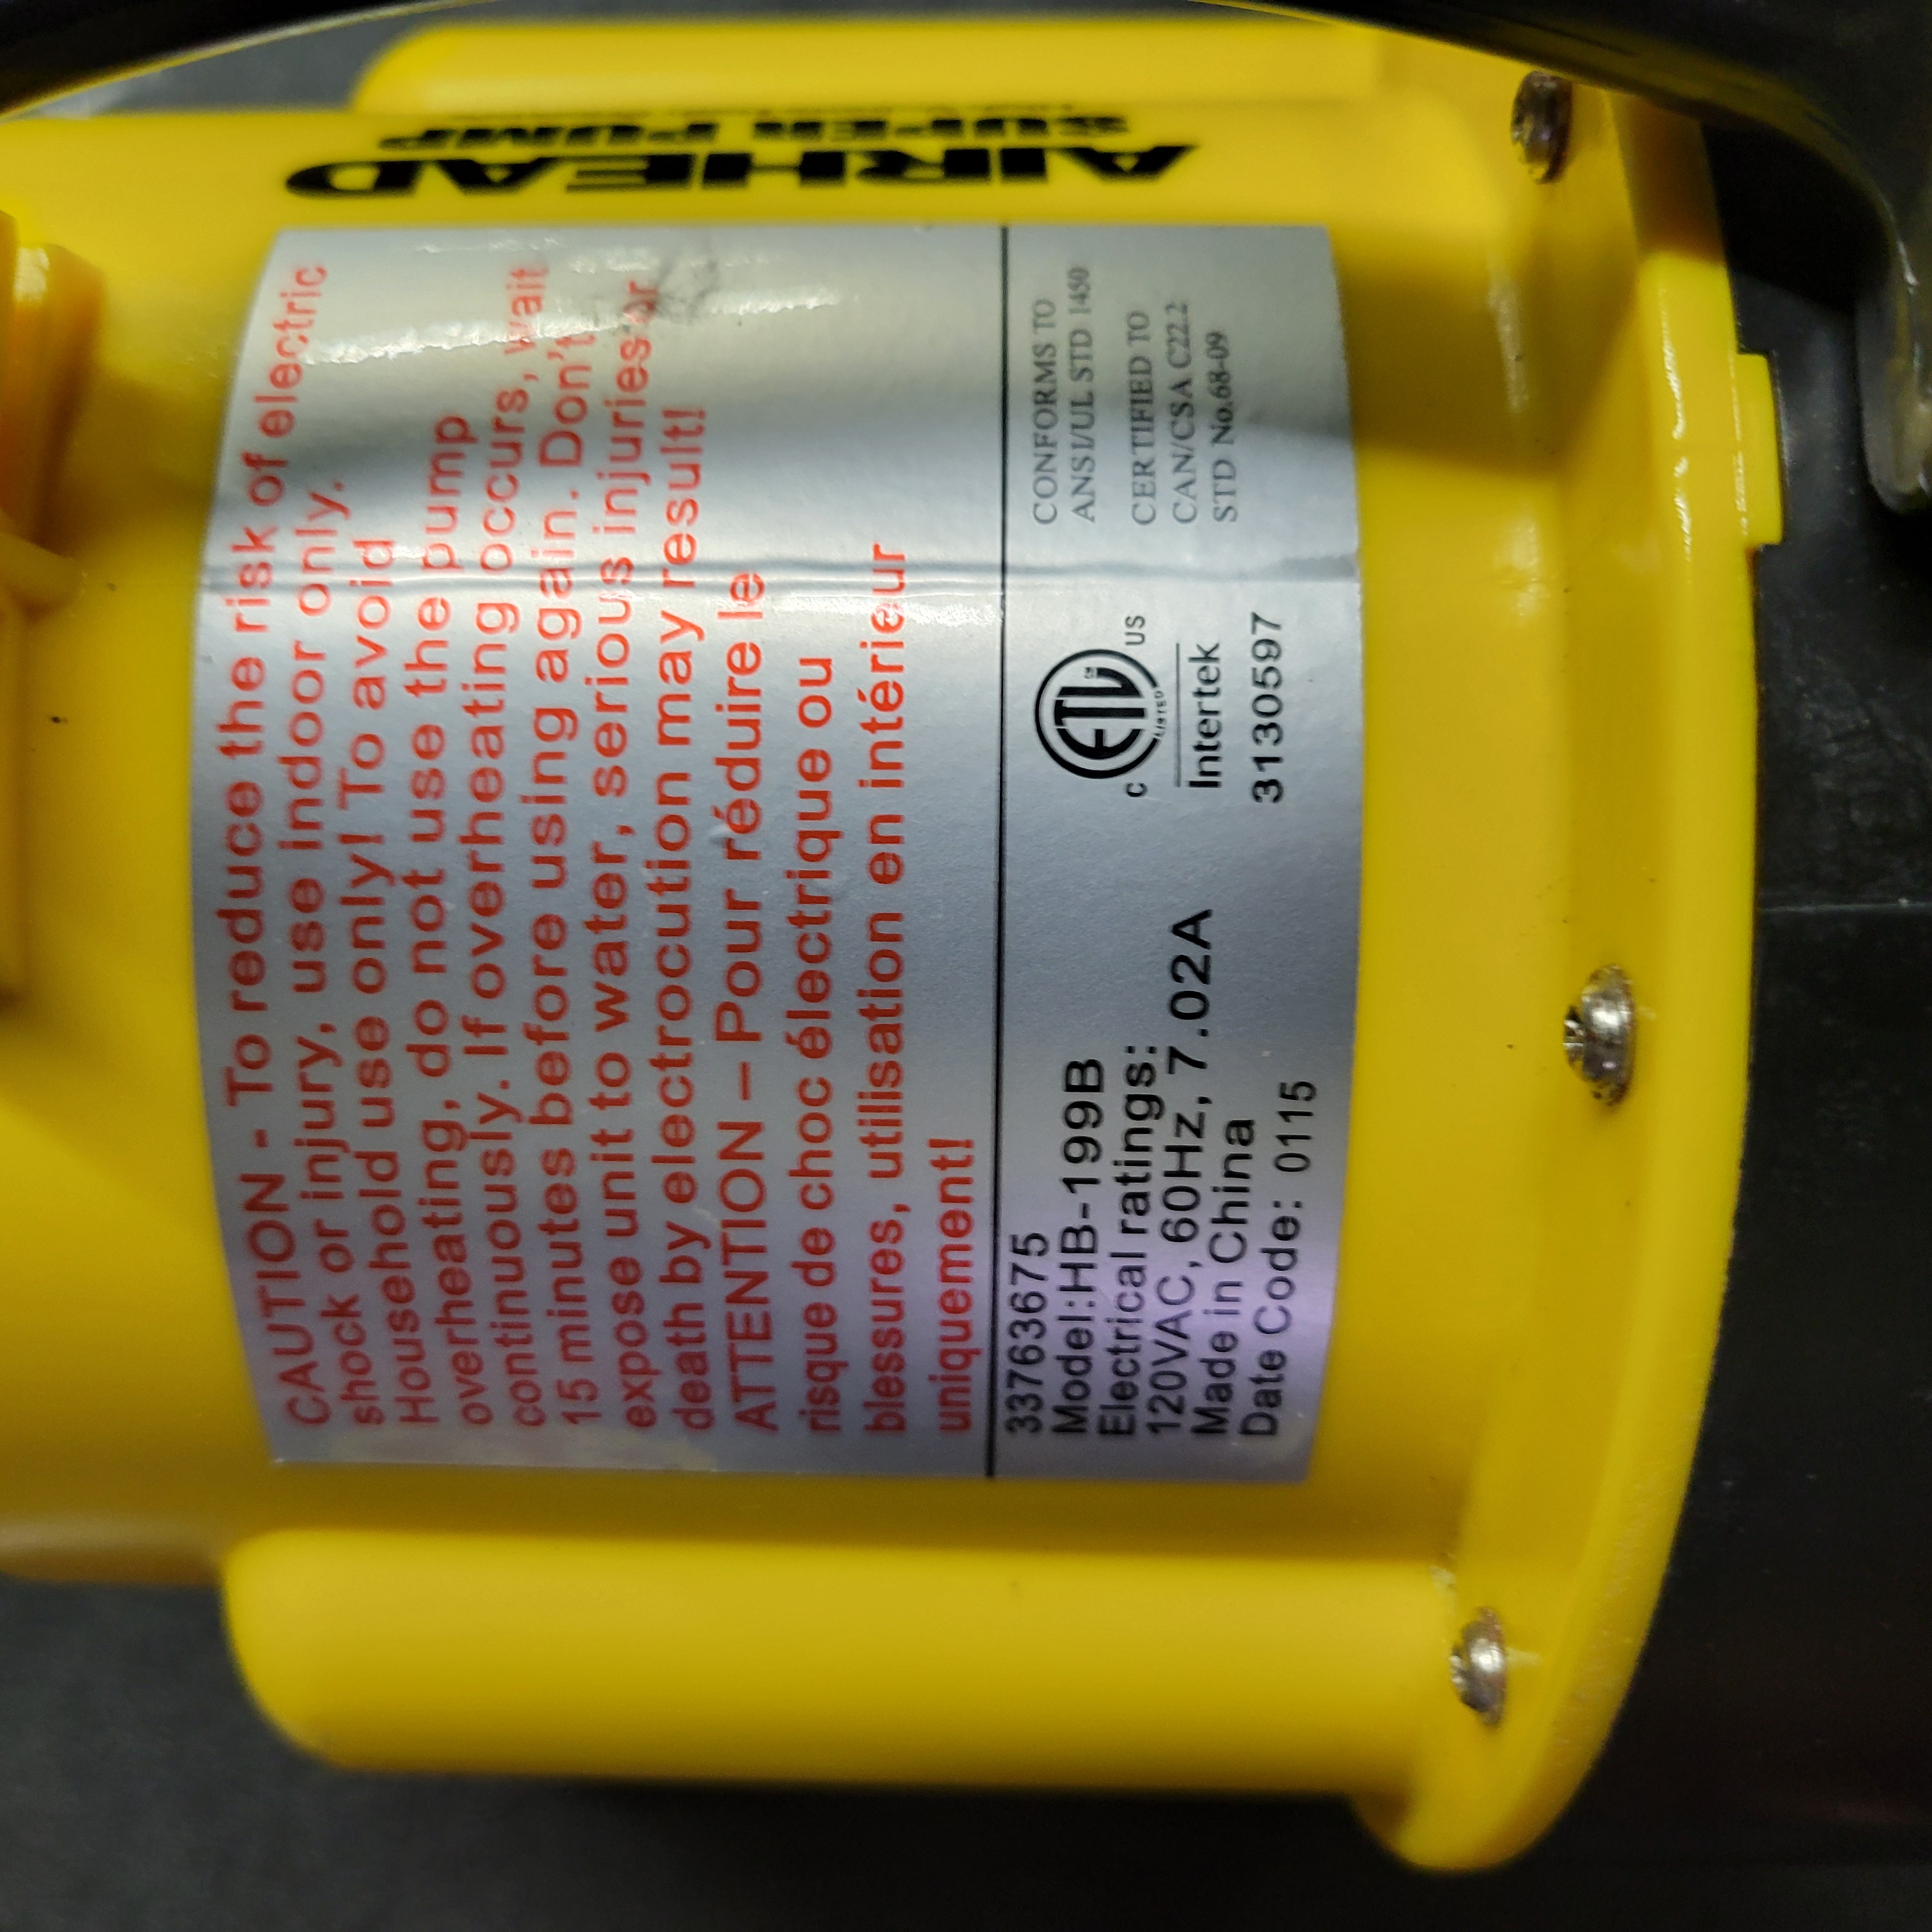 AIRHEAD
SUPER PUMP
CAUTION - To reduce the risk of electric
shock or injury, use indoor only.
Household use only! To avoid
overheating, do not use the pump
continuously. If overheating occurs, wait
15 minutes before using again. Don't
expose unit to water, serious injuries or
death by electrocution may result!
ATTENTION – Pour réduire le
risque de choc électrique ou
blessures, utilisation en intérieur
uniquement!
33763675
Model:HB-199B
Electrical ratings:
120VAC, 60Hz, 7.02A
Made in China
Date Code: 0115
C ETL US
LISTED
Intertek
3130597
CONFORMS TO
ANSI/UL STD 1450
CERTIFIED TO
CAN/CSA C22.2
STD No.68-09